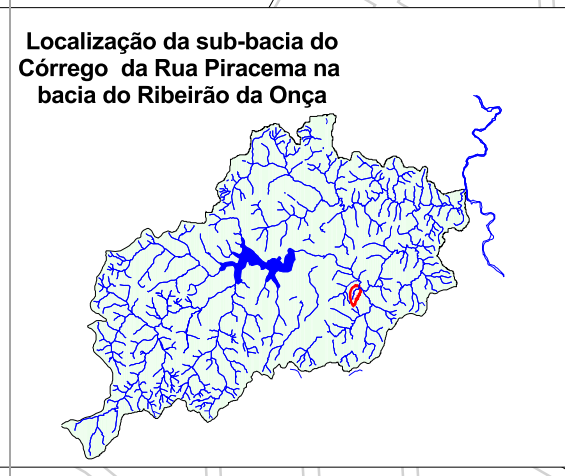 Localização da sub-bacia do
Córrego da Rua Piracema na
bacia do Ribeirão da Onça